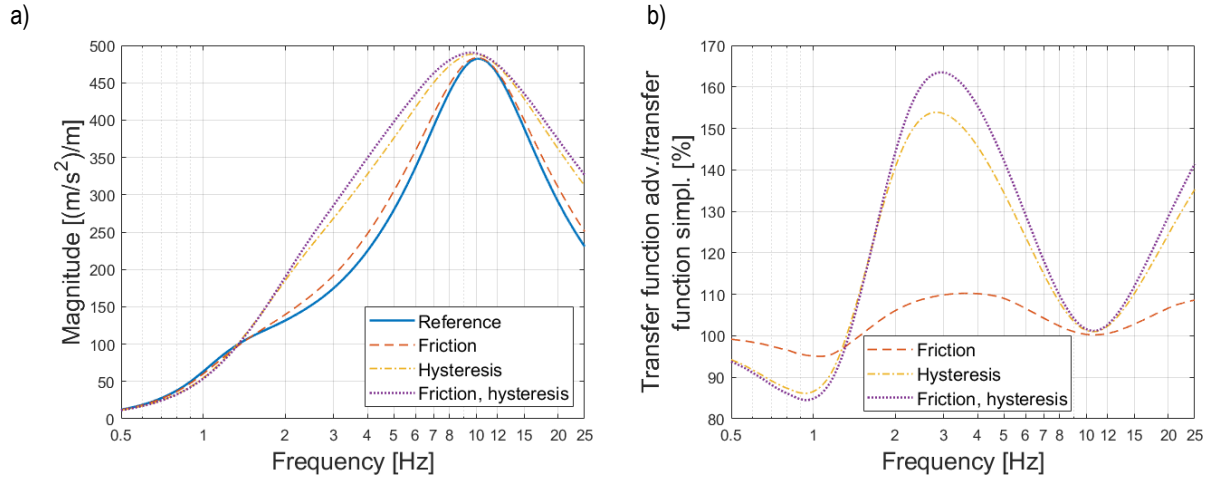 a)
500
450
400
350
300
250
200
150
100
50
0
Magnitude [(m/s²)/m]
0.5 1 2 3 4 5 6 7 8 10 12 15 20 25
Frequency [Hz]
Reference
Friction
Hysteresis
Friction, hysteresis
b)
170
160
150
140
130
120
110
100
90
80
Transfer function adv./transfer
function simpl. [%]
0.5 1 2 3 4 5 6 7 8 10 12 15 20 25
Frequency [Hz]
Friction
Hysteresis
Friction, hysteresis